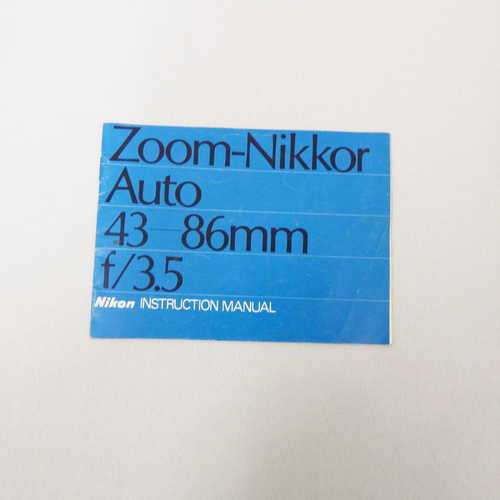 Zoom-Nikkor
Auto
43 86mm
f/3.5
Nikon INSTRUCTION MANUAL